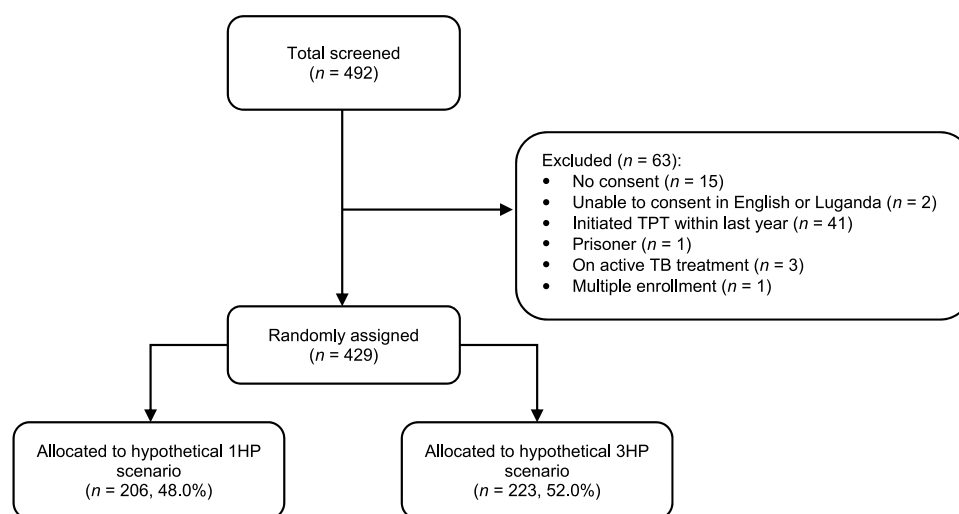 Total screened
(n = 492)
Excluded (n = 63):
• No consent (n = 15)
• Unable to consent in English or Luganda (n = 2)
• Initiated TPT within last year (n = 41)
• Prisoner (n = 1)
• On active TB treatment (n = 3)
• Multiple enrollment (n = 1)
Randomly assigned
(n = 429)
Allocated to hypothetical 1HP
scenario
(n = 206, 48.0%)
Allocated to hypothetical 3HP
scenario
(n = 223, 52.0%)